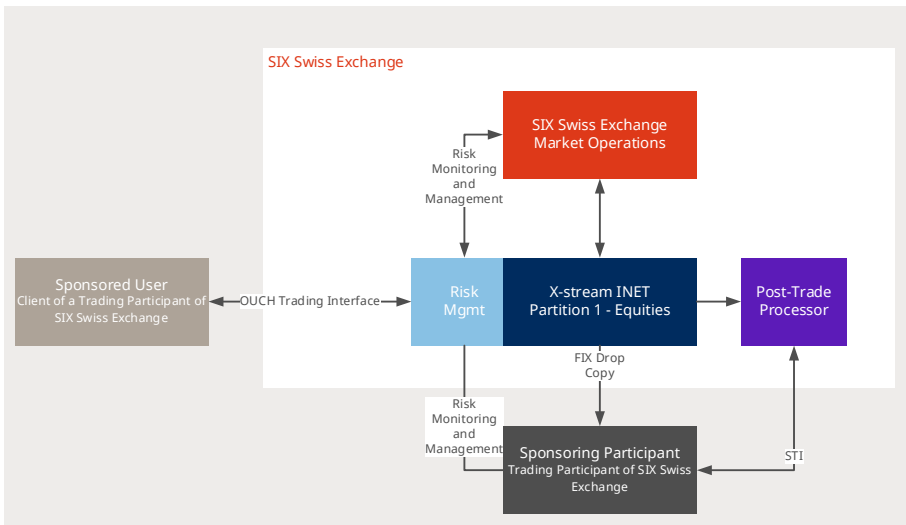 SIX Swiss Exchange
SIX Swiss Exchange
Market Operations
Risk
Monitoring
and
Management
Sponsored User
Client of a Trading Participant of
SIX Swiss Exchange
OUCH Trading Interface
Risk
Mgmt
X-stream INET
Partition 1 - Equities
Post-Trade
Processor
FIX Drop
Copy
Risk
Monitoring
and
Management
Sponsoring Participant
Trading Participant of SIX Swiss
Exchange
STI